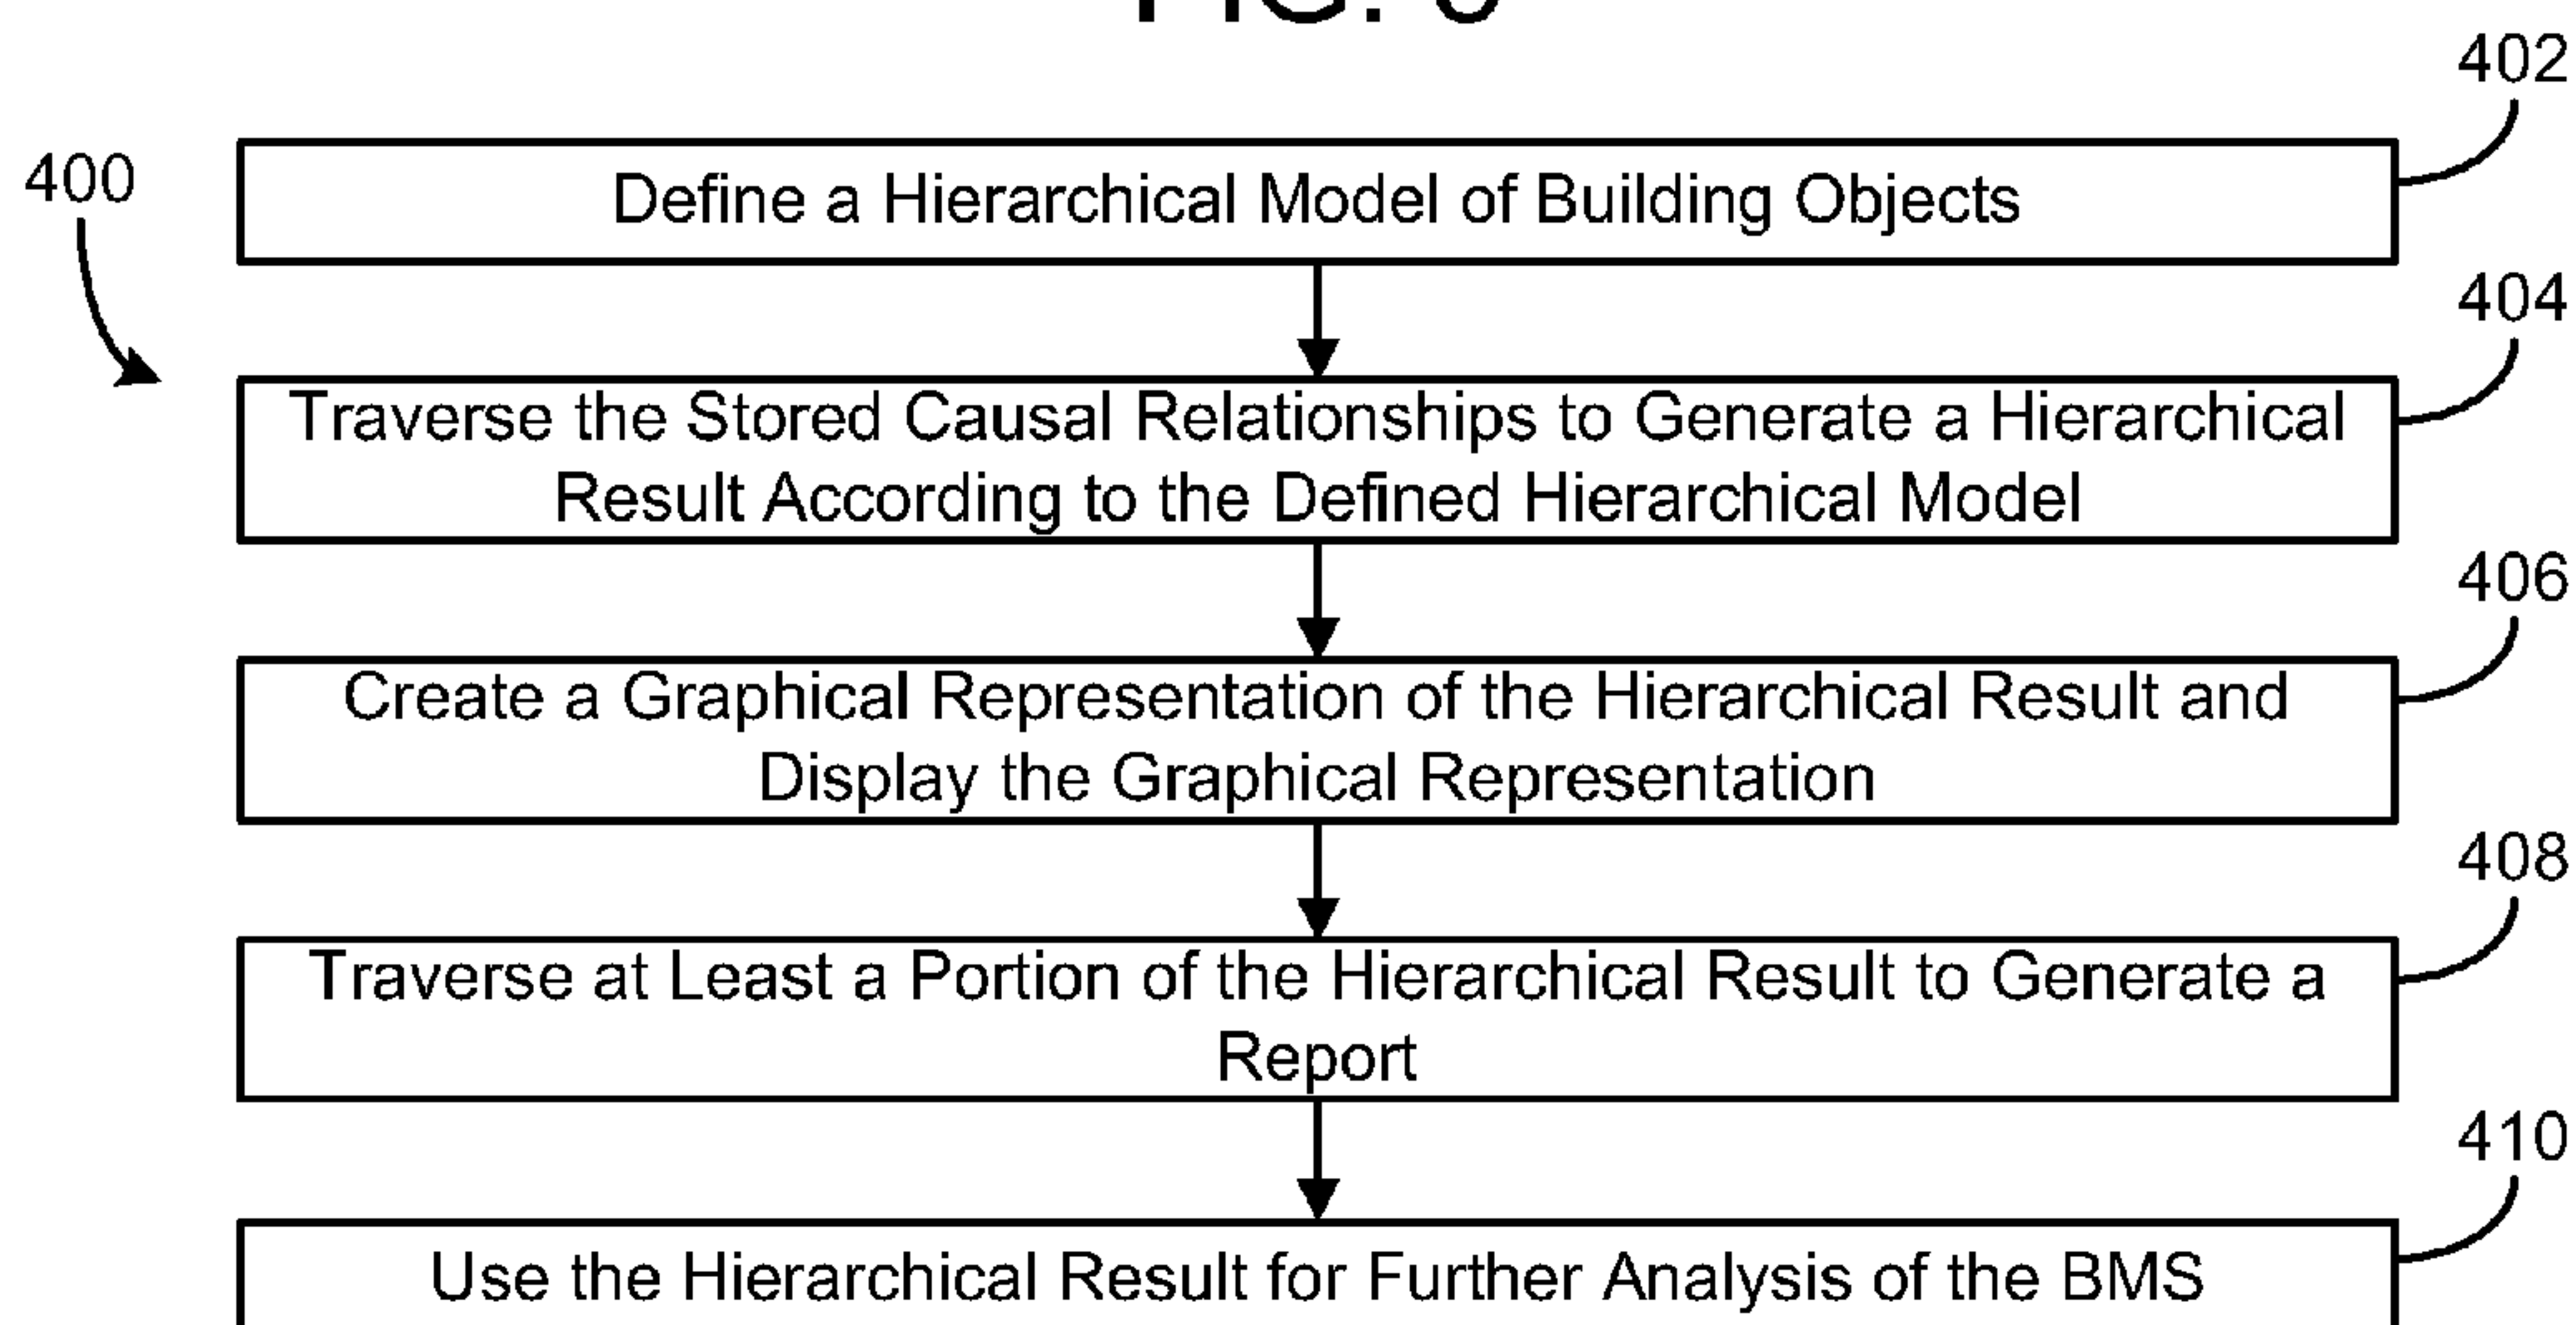 FIG.
402
400
Define a Hierarchical Model of Building Objects
404
Traverse the Stored Causal Relationships to Generate a Hierarchical
Result According to the Defined Hierarchical Model
406
Create a Graphical Representation of the Hierarchical Result and
Display the Graphical Representation
408
Traverse at Least a Portion of the Hierarchical Result to Generate a
Report
410
Use the Hierarchical Result for Further Analysis of the BMS